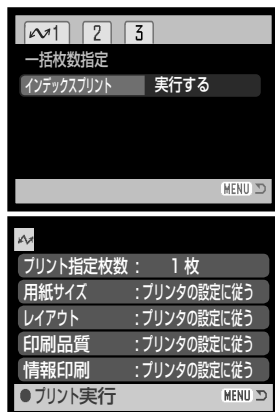 1 2 3
一括枚数指定
インデックスプリント 実行する
MENU
プリント指定枚数： 1枚
用紙サイズ ：プリンタの設定に従う
レイアウト ：プリンタの設定に従う
印刷品質 ：プリンタの設定に従う
情報印刷 ：プリンタの設定に従う
●プリント実行 MENU